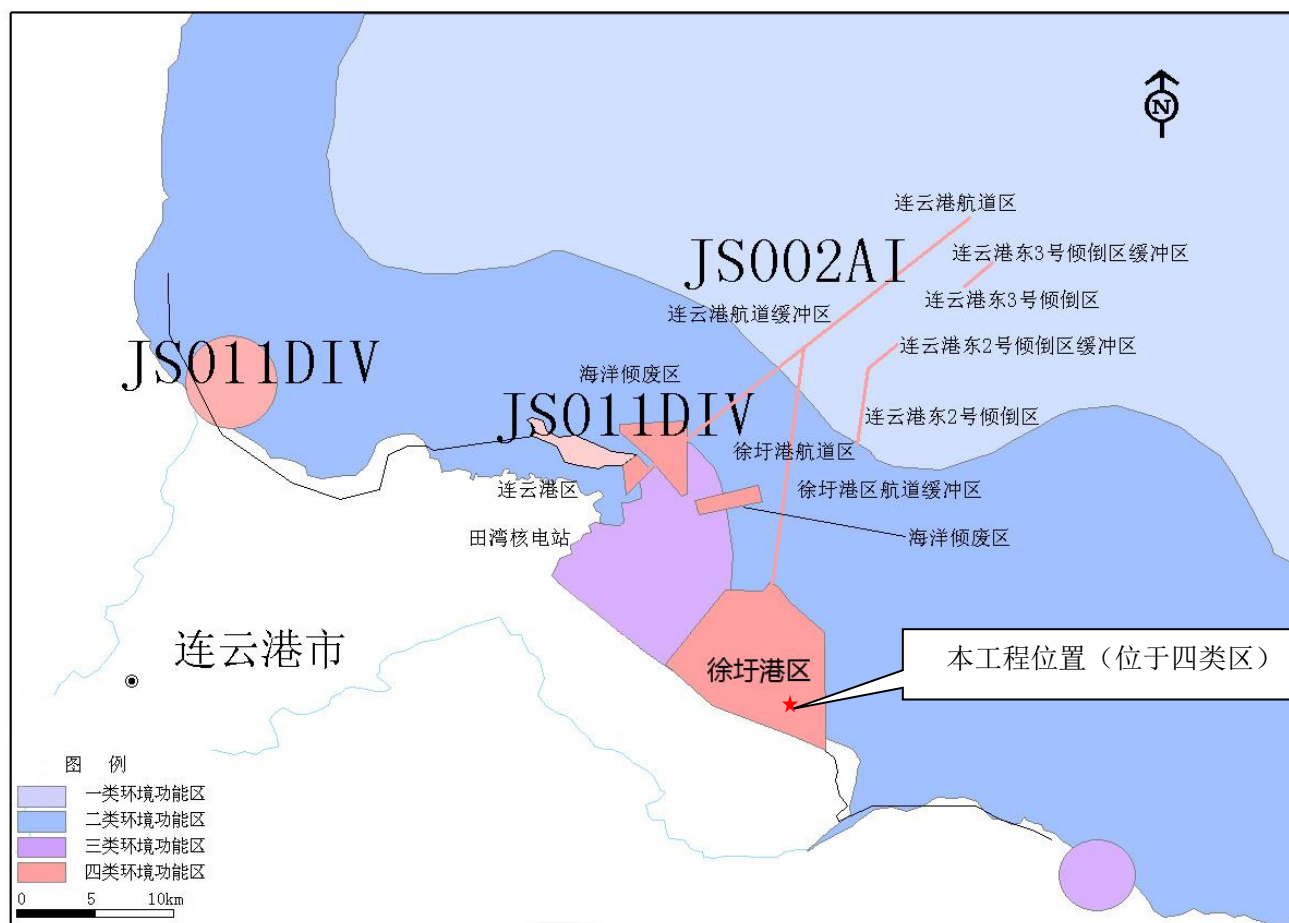 N
连云港航道区
JS002AI
连云港东3号倾倒区缓冲区
连云港东3号倾倒区
连云港航道缓冲区
连云港东2号倾倒区缓冲区
JS011DIV
海洋倾废区
JS011DIV
连云港东2号倾倒区
徐圩港航道区
连云港区
徐圩港区航道缓冲区
田湾核电站
海洋倾废区
连云港市
徐圩港区
本工程位置（位于四类区）
图 例
一类环境功能区
二类环境功能区
三类环境功能区
四类环境功能区
0 5 10km